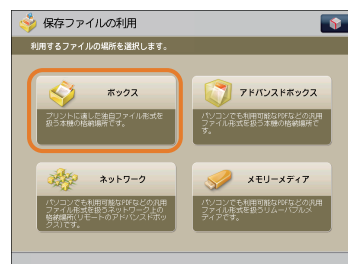 保存ファイルの利用
利用するファイルの場所を選択します。
ボックス
プリントに適した独自ファイル形式を
扱う本機の格納場所です。
アドバンスドボックス
パソコンでも利用可能なPDFなどの汎用
ファイル形式を扱う本機の格納場所で
す。
ネットワーク
パソコンでも利用可能なPDFなどの汎用
ファイル形式を扱うネットワーク上の
格納場所(リモートのアドバンスドボッ
クス)です。
メモリーメディア
パソコンでも利用可能なPDFなどの汎用
ファイル形式を扱うリムーバブルメ
ディアです。